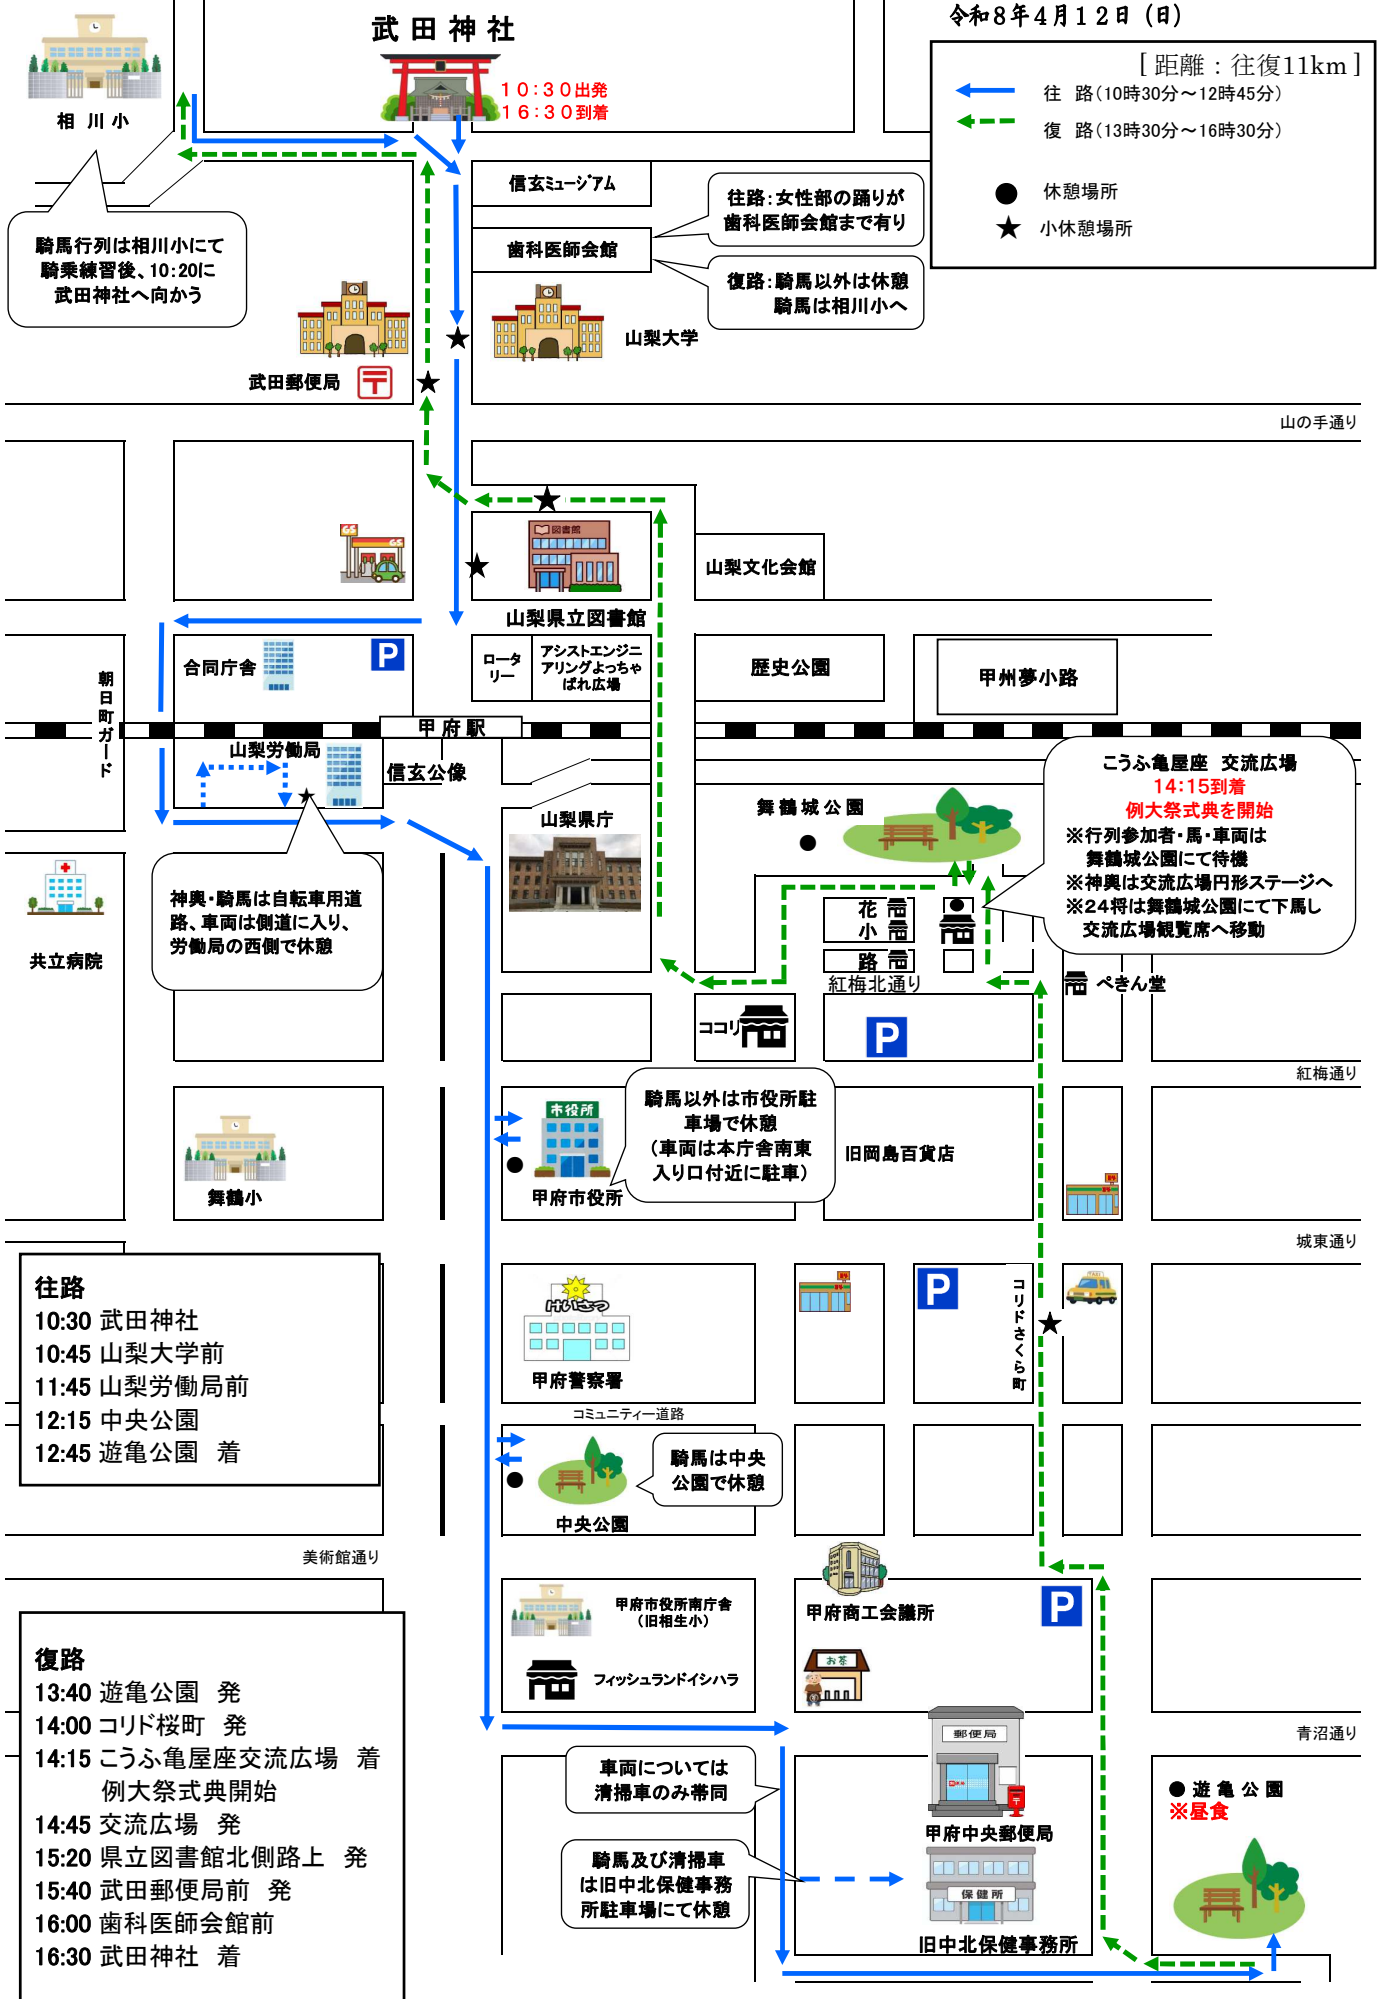 令和8年4月12日(日)
武田神社
10:30出発
16:30到着
[距離:往復11km]
往 路(10時30分～12時45分)
復 路(13時30分～16時30分)
● 休憩場所
★ 小休憩場所
相川小
騎馬行列は相川小にて
騎乗練習後、10:20に
武田神社へ向かう
信玄ミュージアム
歯科医師会館
往路:女性部の踊りが
歯科医師会館まで有り
復路:騎馬以外は休憩
騎馬は相川小へ
山梨大学
武田郵便局
山の手通り
GS
GS
図書館
山梨県立図書館
山梨文化会館
合同庁舎
P
ロータ
リー
アシストエンジニ
アリングよっちゃ
ばれ広場
歴史公園
甲州夢小路
朝日町ガード
甲府駅
山梨労働局
信玄公像
神輿・騎馬は自転車用道
路、車両は側道に入り、
労働局の西側で休憩
山梨県庁
舞鶴城公園
こうふ亀屋座 交流広場
14:15到着
例大祭式典を開始
※行列参加者・馬・車両は
舞鶴城公園にて待機
※神輿は交流広場円形ステージへ
※24将は舞鶴城公園にて下馬し
交流広場観覧席へ移動
共立病院
花
小
路
紅梅北通り
ぺきん堂
ココリ
P
紅梅通り
舞鶴小
市役所
甲府市役所
騎馬以外は市役所駐
車場で休憩
(車両は本庁舎南東
入り口付近に駐車)
旧岡島百貨店
城東通り
往路
10:30 武田神社
10:45 山梨大学前
11:45 山梨労働局前
12:15 中央公園
12:45 遊亀公園 着
けいさつ
甲府警察署
P
コリドさくら町
TAXI
コミュニティー道路
騎馬は中央
公園で休憩
中央公園
美術館通り
甲府市役所南庁舎
(旧相生小)
フィッシュランドイシハラ
甲府商工会議所
P
お茶
青沼通り
復路
13:40 遊亀公園 発
14:00 コリド桜町 発
14:15 こうふ亀屋座交流広場 着
例大祭式典開始
14:45 交流広場 発
15:20 県立図書館北側路上 発
15:40 武田郵便局前 発
16:00 歯科医師会館前
16:30 武田神社 着
車両については
清掃車のみ帯同
郵便局
甲府中央郵便局
騎馬及び清掃車
は旧中北保健事務
所駐車場にて休憩
保健所
旧中北保健事務所
● 遊亀公園
※昼食